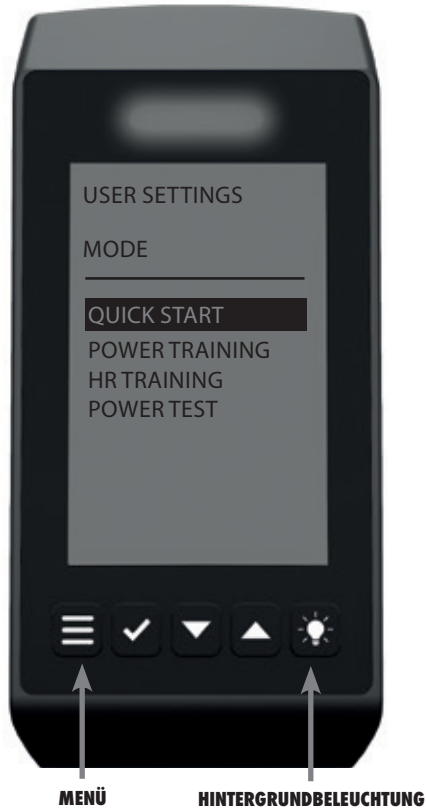 USER SETTINGS
MODE
QUICK START
POWER TRAINING
HR TRAINING
POWER TEST
MENÜ
HINTERGRUNDBELEUCHTUNG